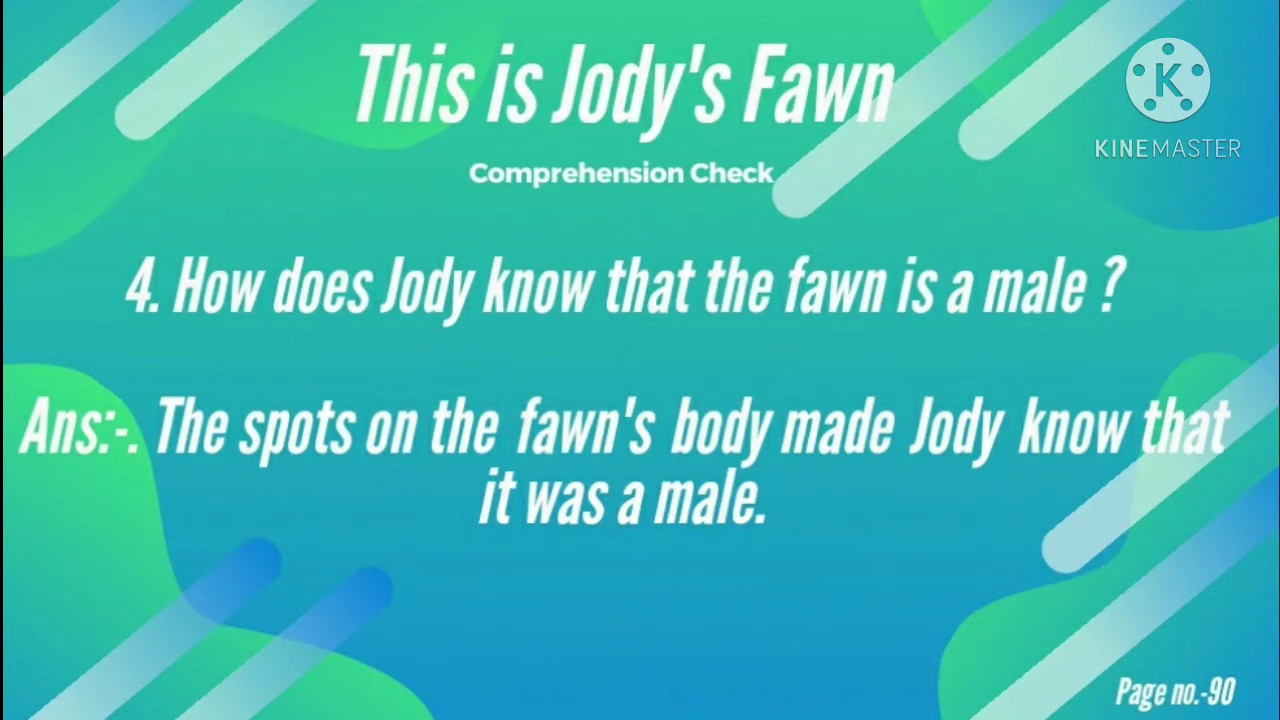 This is Jody's Fawn
KINEMASTER
Comprehension Check
4. How does Jody know that the fawn is a male ?
Ans:-. The spots on the fawn's body made Jody know that
it was a male.
Page no.-90